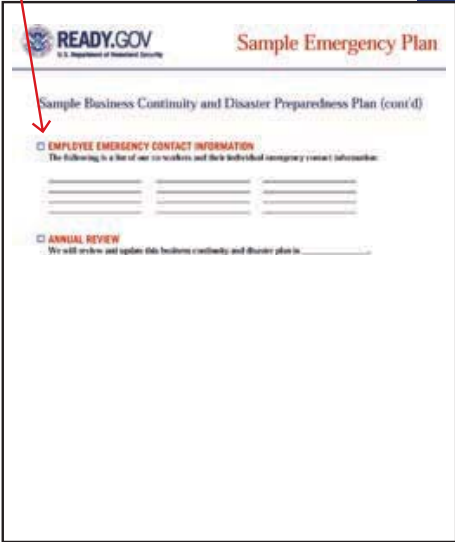 READY.GOV
U.S. Department of Homeland Security
Sample Emergency Plan
Sample Business Continuity and Disaster Preparedness Plan (cont'd)
EMPLOYEE EMERGENCY CONTACT INFORMATION
The following is a list of our co-workers and their individual emergency contact information:
ANNUAL REVIEW
We will review and update this business continuity and disaster plan in ____________.